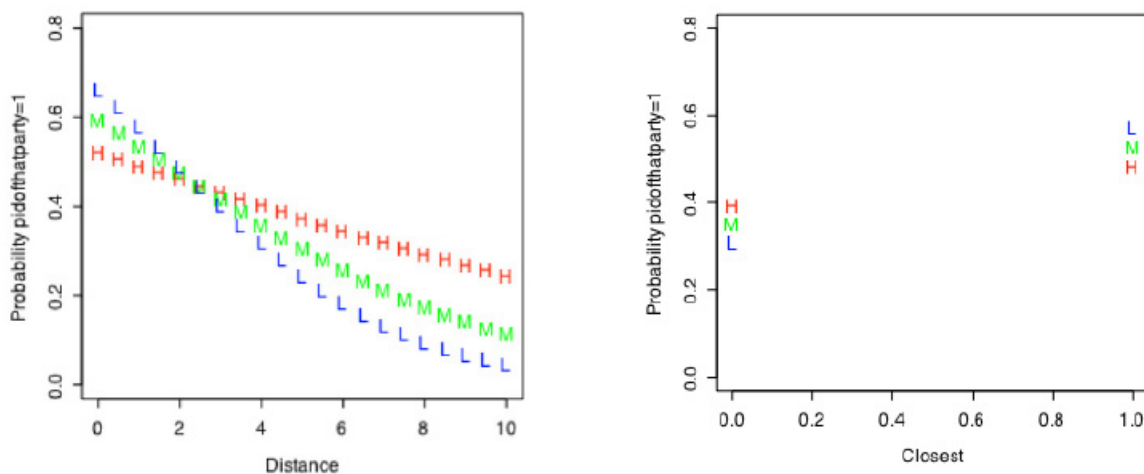 0.8
0.6
0.4
0.2
0.0
Probability pidofthatparty=1
L L L L L L L L L L L L L L L L L L L L L
M M M M M M M M M M M M M M M M M M M M M
H H H H H H H H H H H H H H H H H H H H H
0 2 4 6 8 10
Distance
0.8
0.6
0.4
0.2
0.0
Probability pidofthatparty=1
H
M
L
L
M
H
0.0 0.2 0.4 0.6 0.8 1.0
Closest